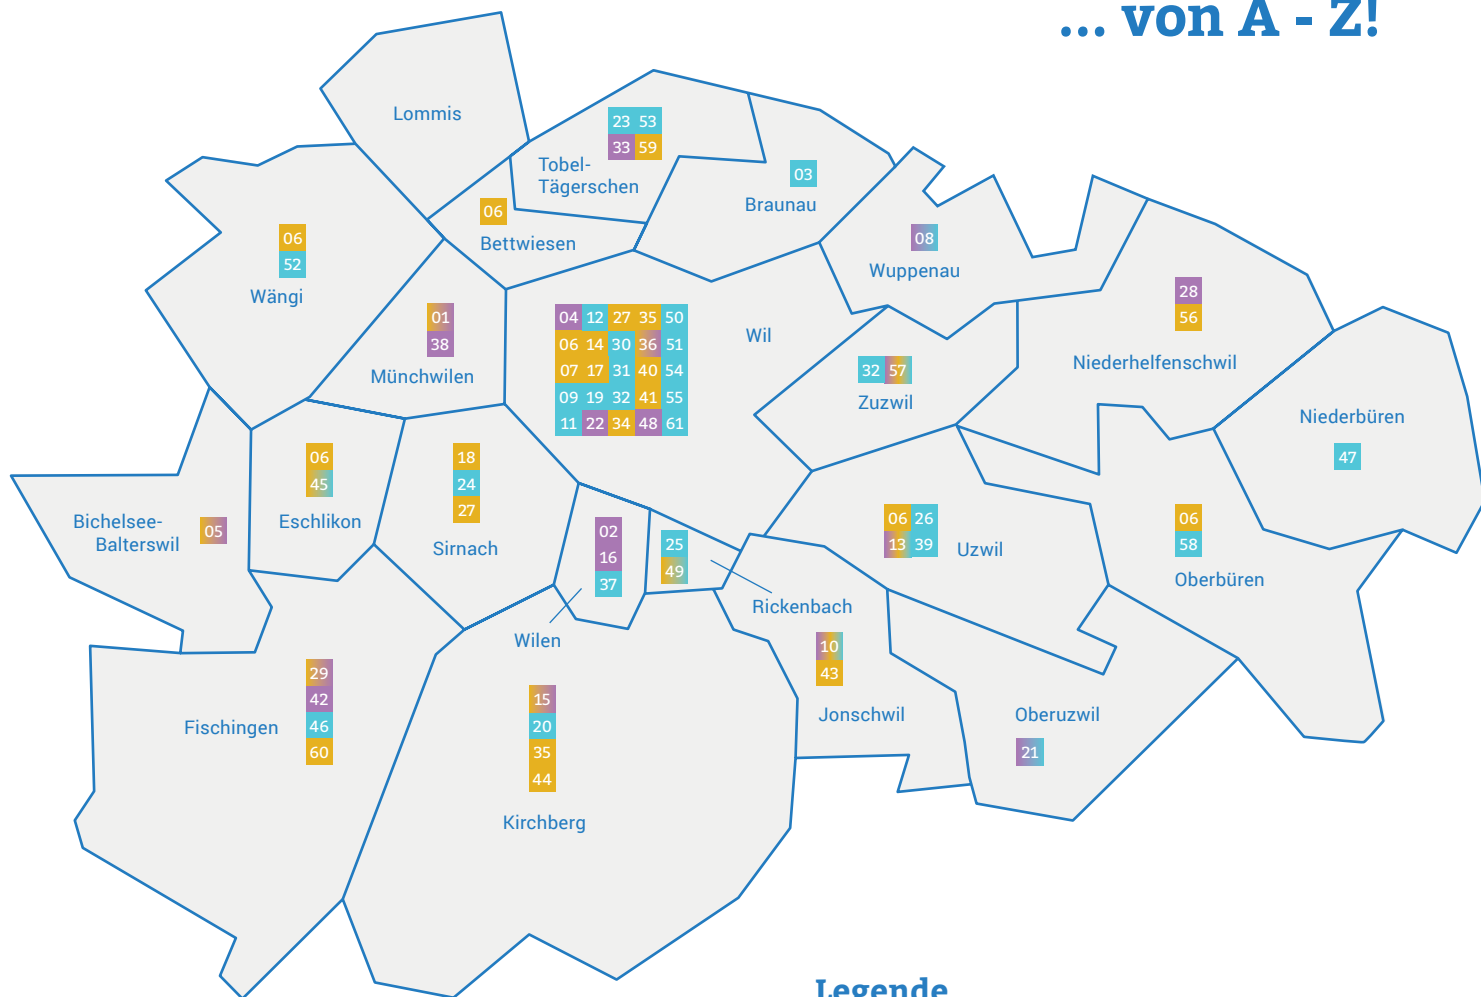 ... von A - Z!
Lommis
23 53
33 59
Tobel-
Tägerschen
03
Braunau
06
Bettwiesen
06
52
Wängi
08
Wuppenau
28
56
Niederhelfenschwil
01
38
Münchwilen
04 12 27 35 50
06 14 30 36 51
07 17 31 40 54
09 19 32 41 55
11 22 34 48 61
Wil
32 57
Zuzwil
Niederbüren
47
06
45
Eschlikon
18
24
27
Sirnach
Bichelsee-
Balterswil
05
02
16
37
Wilen
25
49
Rickenbach
06 26
13 39
Uzwil
06
58
Oberbüren
10
43
Jonschwil
Oberuzwil
21
29
42
46
60
Fischingen
15
20
35
44
Kirchberg
Legende